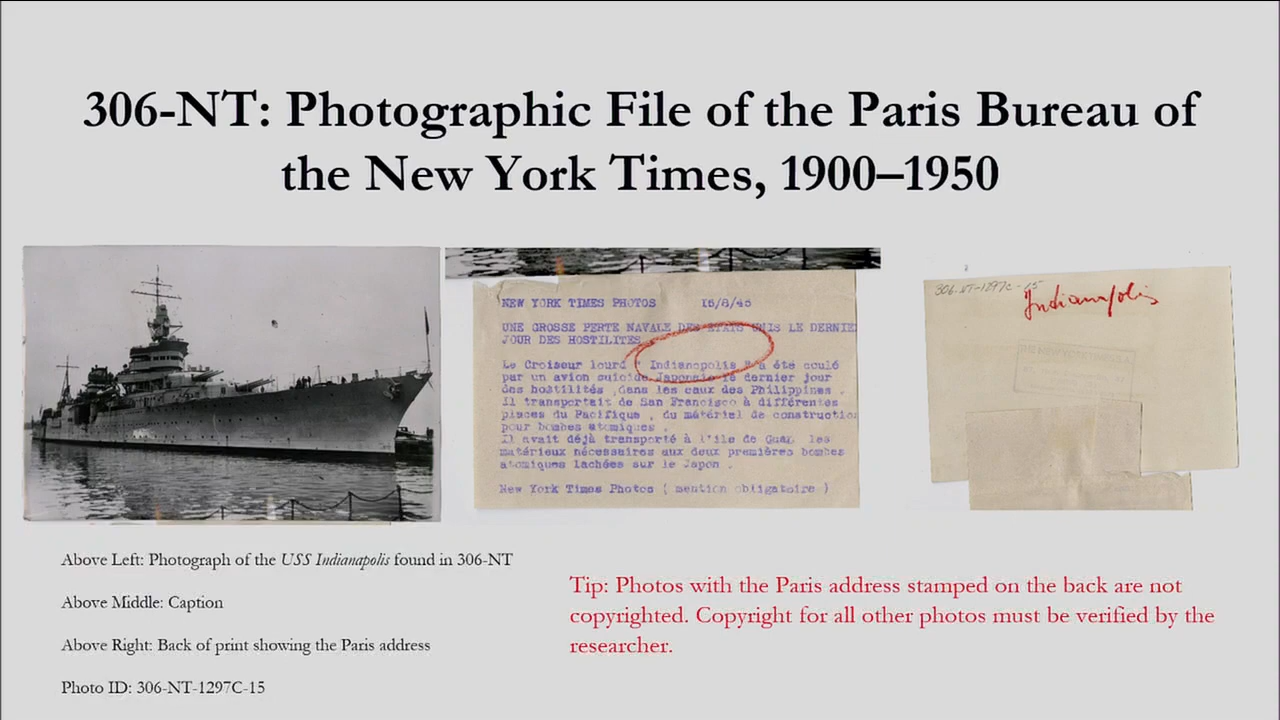 306-NT: Photographic File of the Paris Bureau of
the New York Times, 1900–1950
NEW YORK TIMES PHOTOS 15/8/45
UNE GROSSE PERTE NAVALE DES ETATS UNIS LE DERNIE
JOUR DES HOSTILITES
Le Croiseur lourd " Indianapolis " a été coulé
par un avion suicide Japonais le dernier jour
des hostilités , dans les eaux des Philippines .
Il transportait de San Francisco à différentes
places du Pacifique , du matériel de constructio
pour bombes atomiques .
Il avait déjà transporté à l'ile de Guam les
matérieux nécessaires aux deux premières bombes
atomiques lachées sur le Japon .
New York Times Photos ( mention obligatoire )
306-NT-1297C-15
Indianapolis
Above Left: Photograph of the USS Indianapolis found in 306-NT
Above Middle: Caption
Above Right: Back of print showing the Paris address
Photo ID: 306-NT-1297C-15
Tip: Photos with the Paris address stamped on the back are not
copyrighted. Copyright for all other photos must be verified by the
researcher.